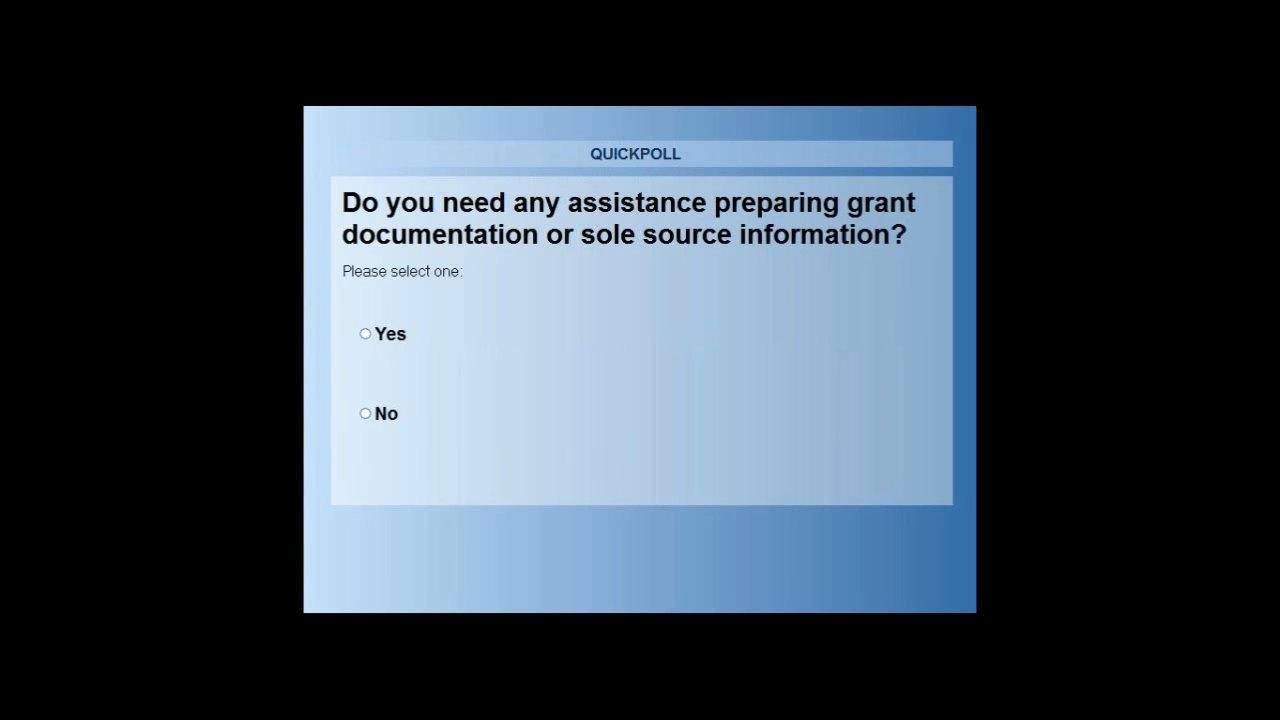 QUICKPOLL
Do you need any assistance preparing grant
documentation or sole source information?
Please select one:
Yes
No